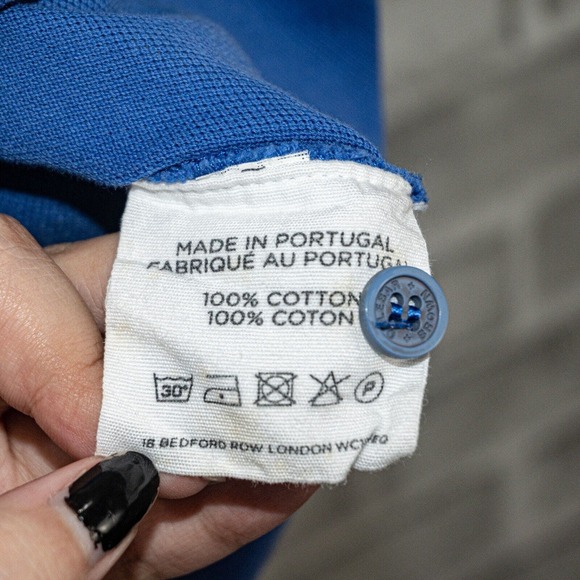 MADE IN PORTUGAL
FABRIQUÉ AU PORTUGAL
100% COTTON
100% COTON
30°
P
18 BEDFORD ROW LONDON